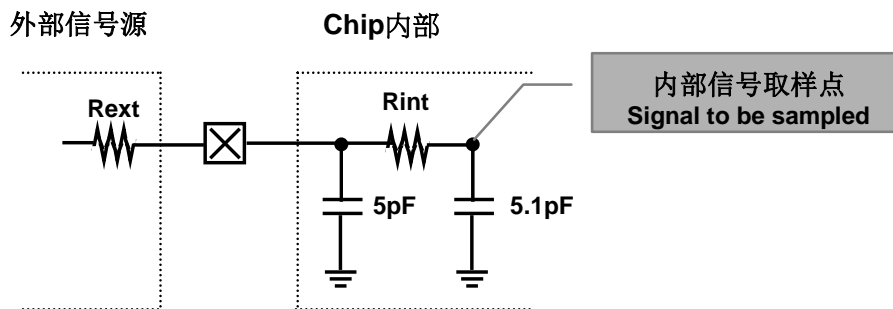 外部信号源
Chip内部
内部信号取样点
Signal to be sampled
Rext
Rint
5pF
5.1pF